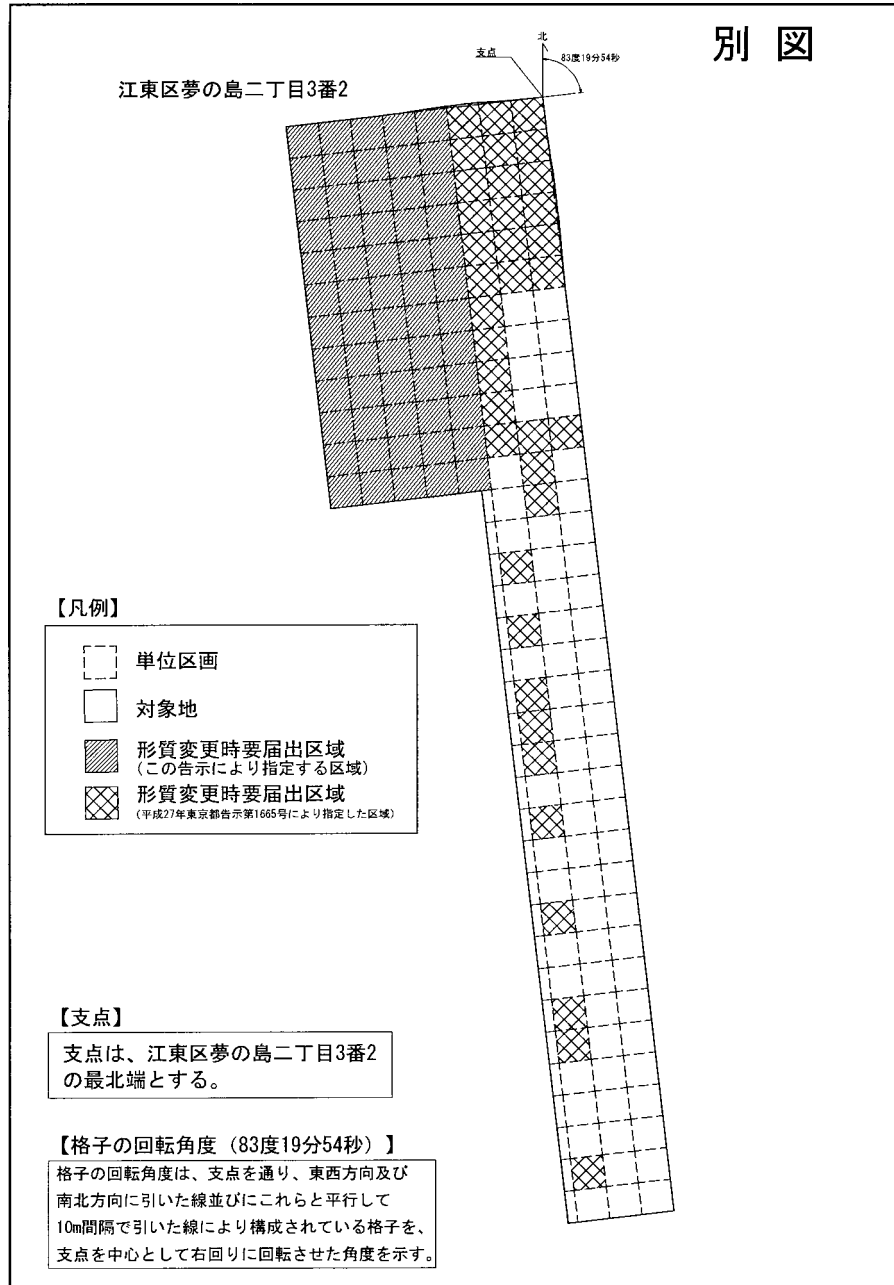 別 図
北
支点
83度19分54秒
江東区夢の島二丁目3番2
【凡例】
単位区画
対象地
形質変更時要届出区域
(この告示により指定する区域)
形質変更時要届出区域
(平成27年東京都告示第1665号により指定した区域)
【支点】
支点は、江東区夢の島二丁目3番2
の最北端とする。
【格子の回転角度(83度19分54秒)】
格子の回転角度は、支点を通り、東西方向及び
南北方向に引いた線並びにこれらと平行して
10m間隔で引いた線により構成されている格子を、
支点を中心として右回りに回転させた角度を示す。